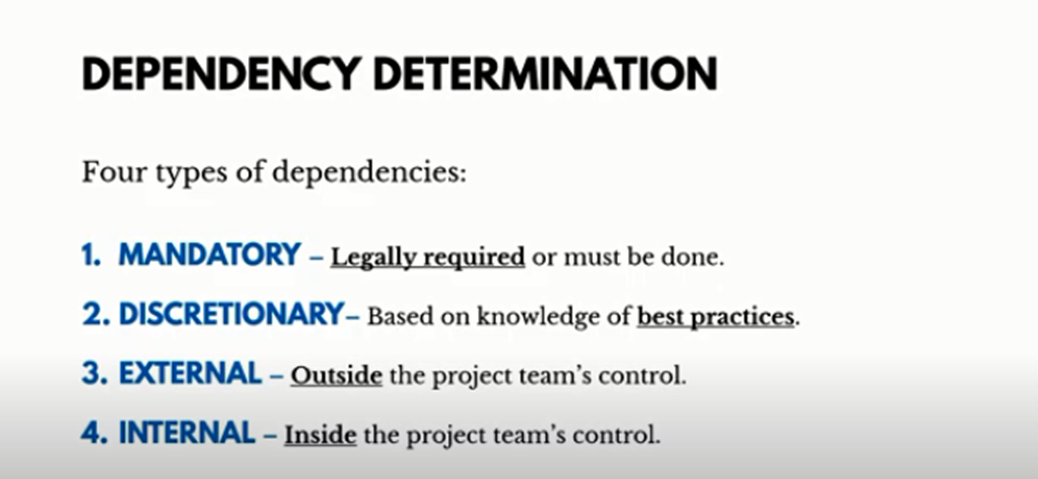 DEPENDENCY DETERMINATION
Four types of dependencies:
1. MANDATORY – Legally required or must be done.
2. DISCRETIONARY– Based on knowledge of best practices.
3. EXTERNAL – Outside the project team’s control.
4. INTERNAL – Inside the project team’s control.